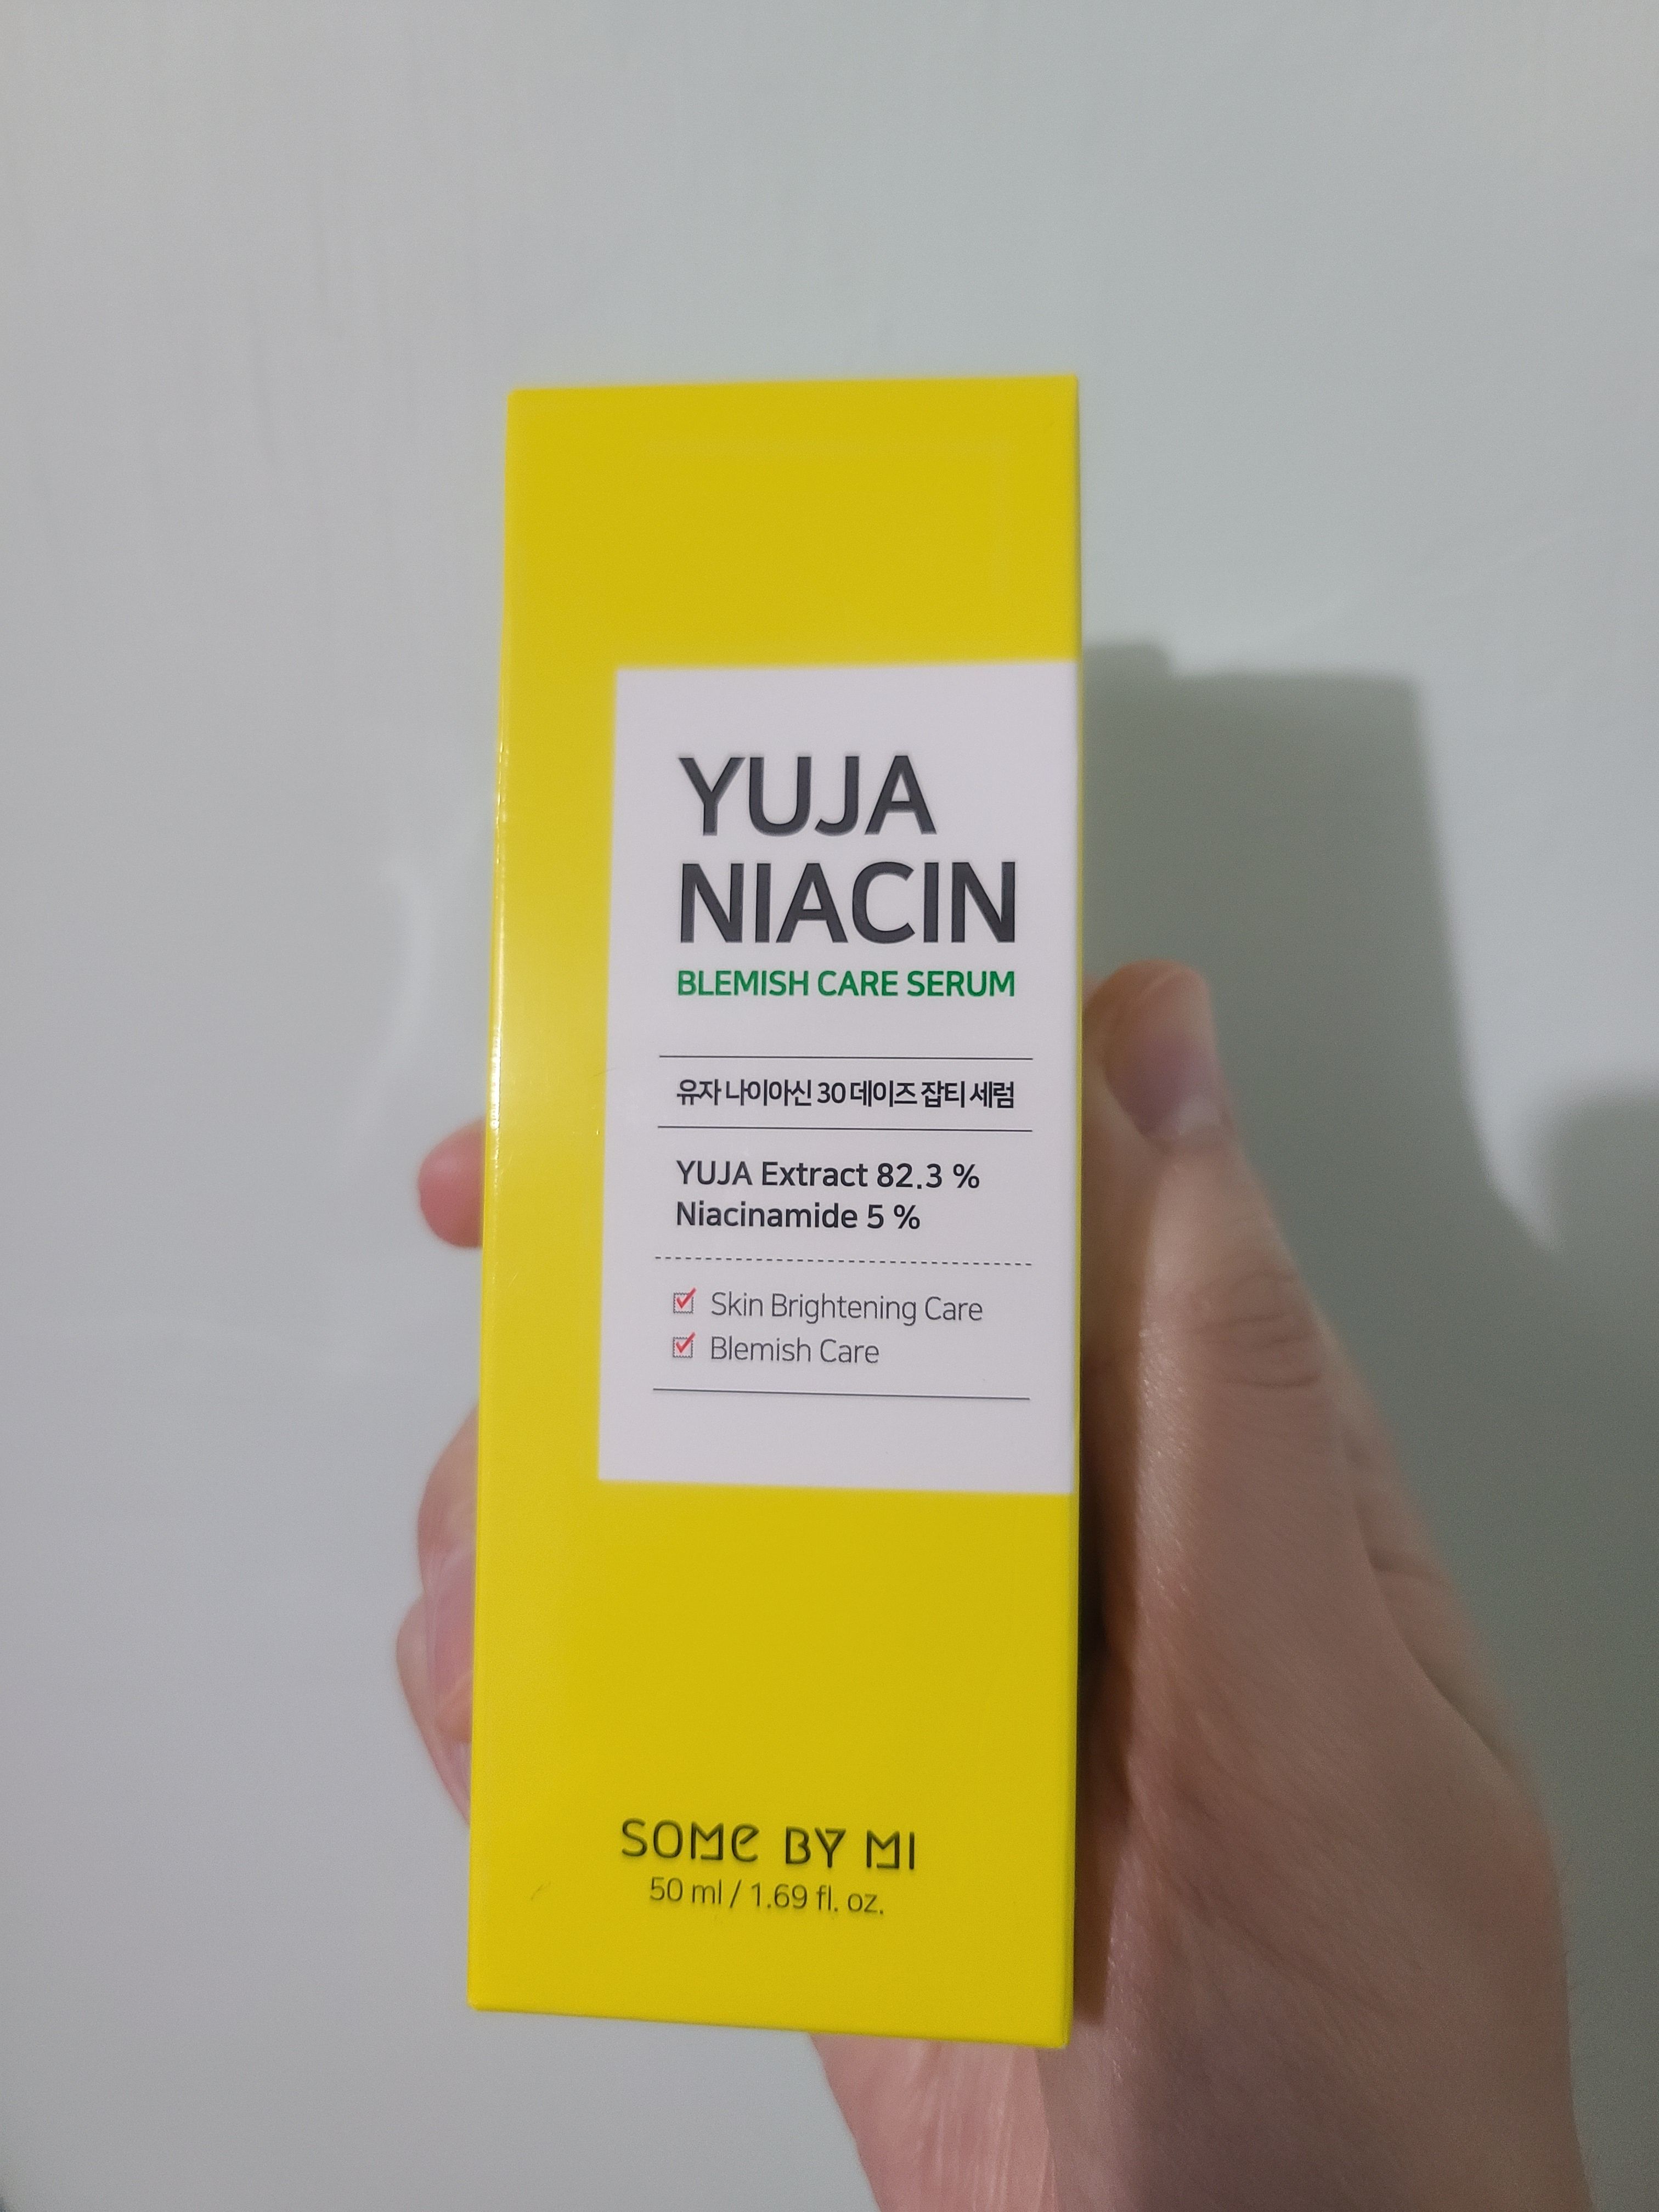 YUJA
NIACIN
BLEMISH CARE SERUM
유자 나이아신 30 데이즈 잡티 세럼
YUJA Extract 82.3 %
Niacinamide 5 %
Skin Brightening Care
Blemish Care
SOME BY MI
50 ml / 1.69 fl. oz.